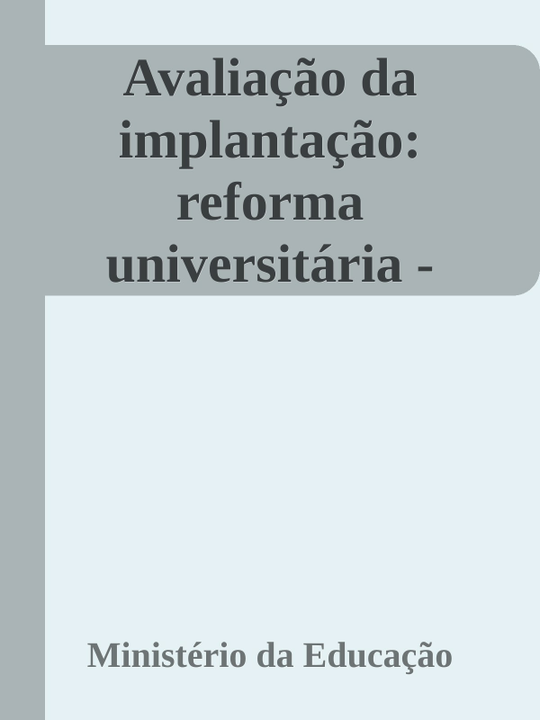 Avaliação da
implantação:
reforma
universitária -
Ministério da Educação